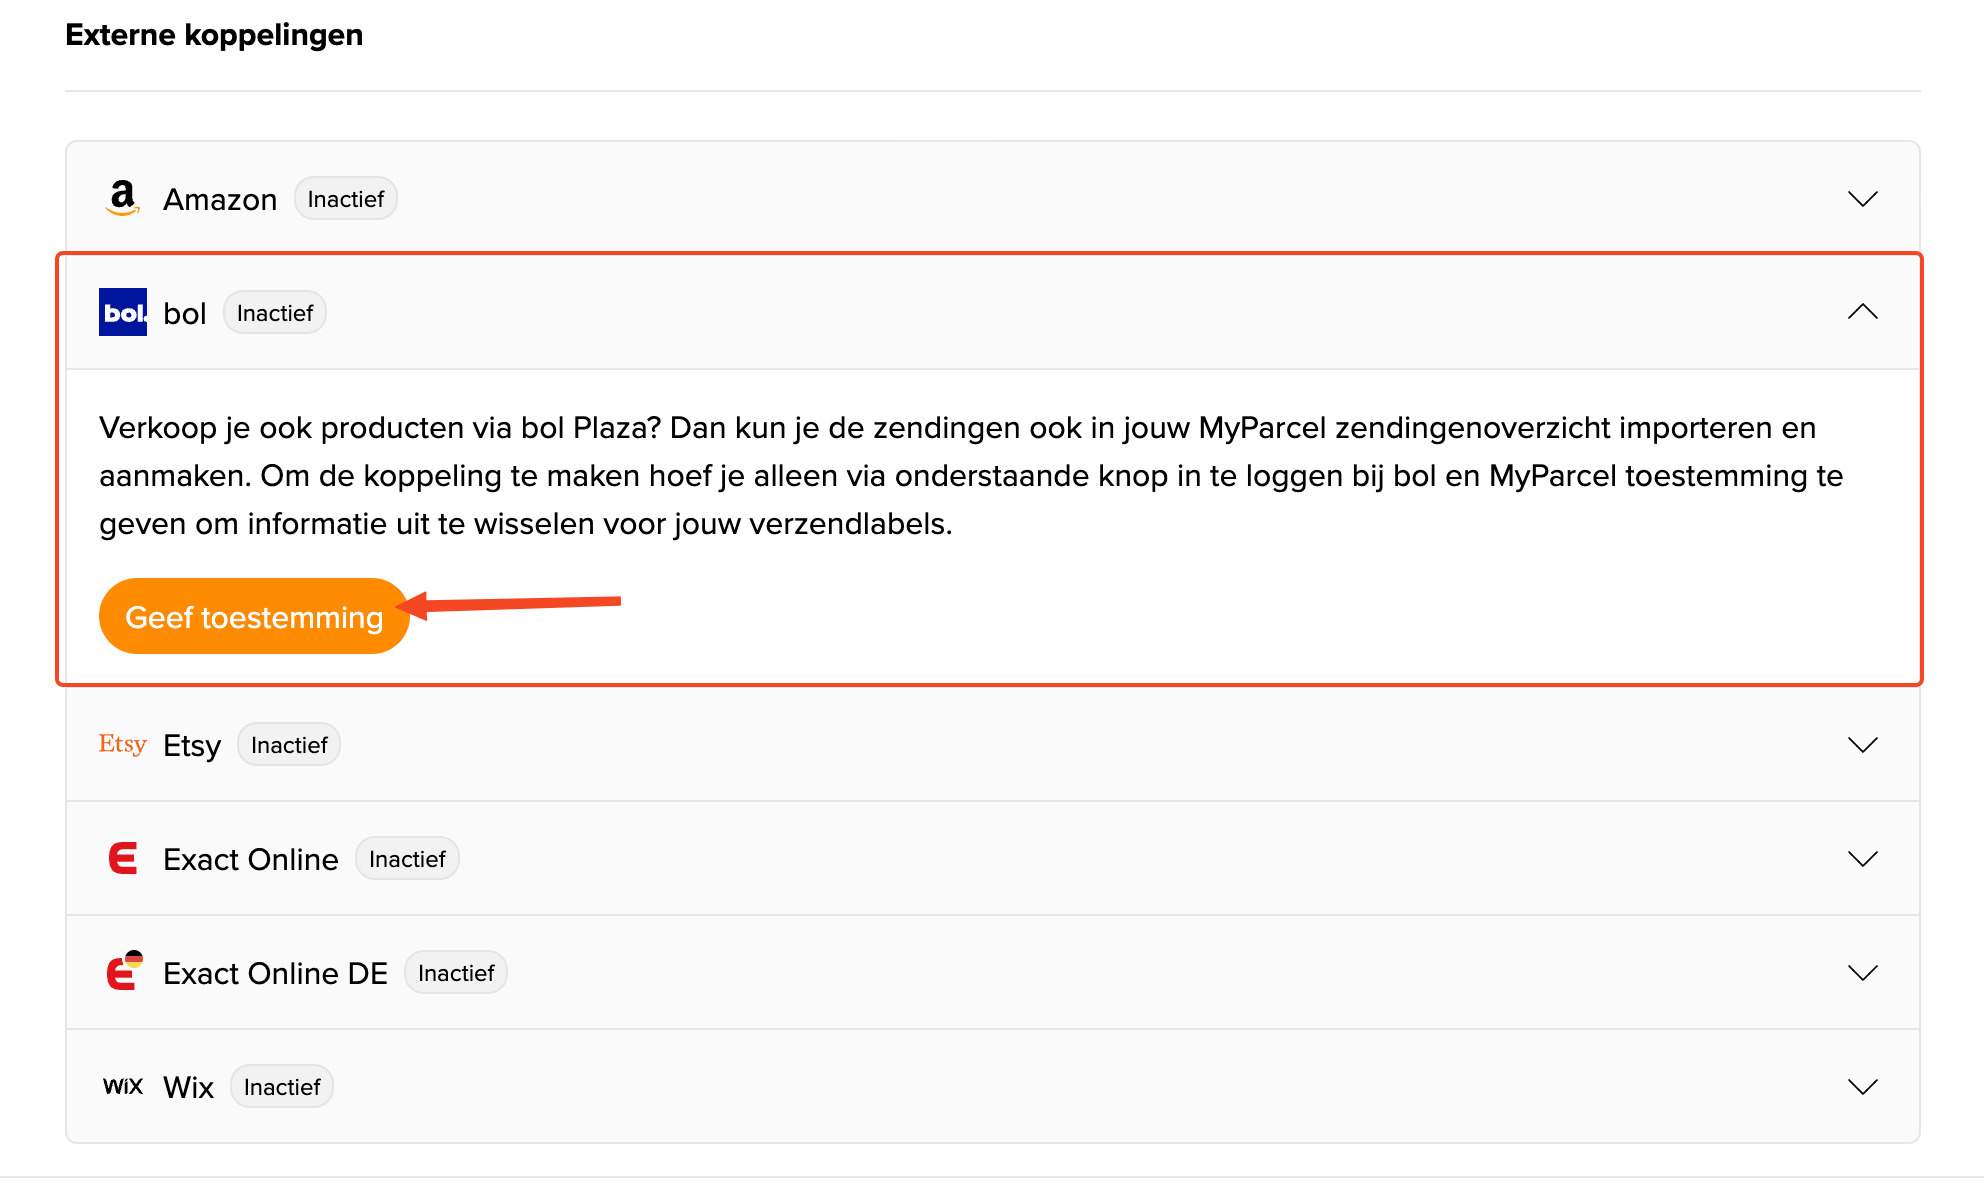 Externe koppelingen
a Amazon Inactief
bol. bol Inactief
Verkoop je ook producten via bol Plaza? Dan kun je de zendingen ook in jouw MyParcel zendingenoverzicht importeren en
aanmaken. Om de koppeling te maken hoef je alleen via onderstaande knop in te loggen bij bol en MyParcel toestemming te
geven om informatie uit te wisselen voor jouw verzendlabels.
Geef toestemming
Etsy Etsy Inactief
E Exact Online Inactief
E Exact Online DE Inactief
WiX Wix Inactief